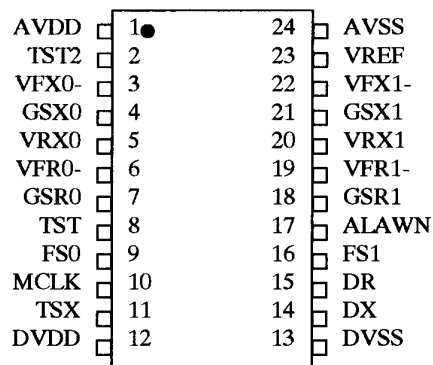 AVDD 1 24 AVSS
TST2 2 23 VREF
VFX0- 3 22 VFX1-
GSX0 4 21 GSX1
VRX0 5 20 VRX1
VFR0- 6 19 VFR1-
GSR0 7 18 GSR1
TST 8 17 ALAWN
FS0 9 16 FS1
MCLK 10 15 DR
TSX 11 14 DX
DVDD 12 13 DVSS